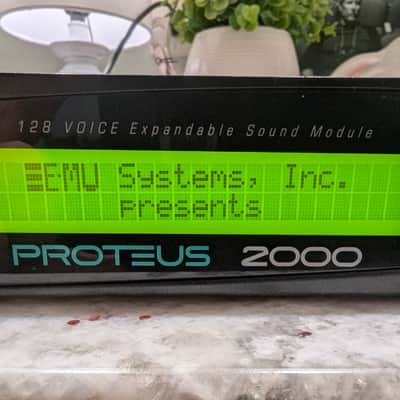 128 VOICE Expandable Sound Module
EMU Systems, Inc.
presents
PROTEUS 2000